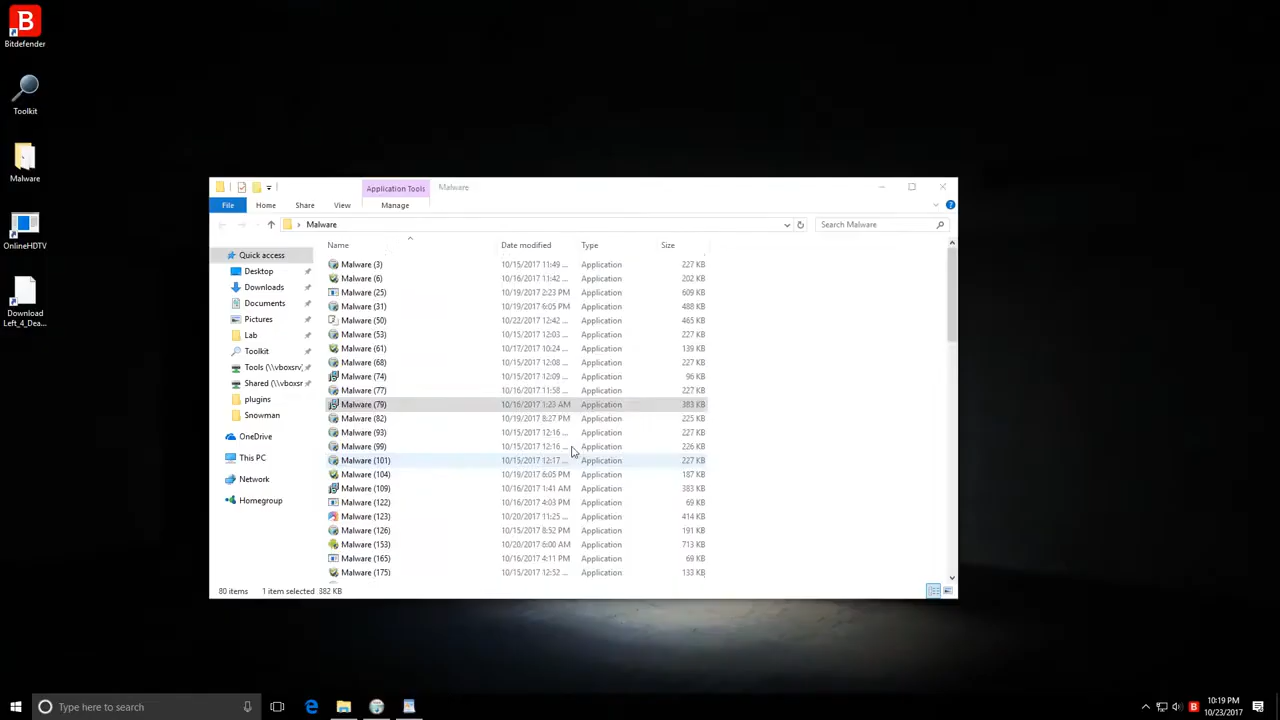 B
Bitdefender
Toolkit
Malware
OnlineHDTV
Download
Left_4_Dea...
Application Tools
Malware
File
Home
Share
View
Manage
Malware
Search Malware
Name
Date modified
Type
Size
Quick access
Desktop
Downloads
Documents
Pictures
Lab
Toolkit
Tools (\\vboxsrv)
Shared (\\vboxsr
plugins
Snowman
OneDrive
This PC
Network
Homegroup
Malware (3) 10/15/2017 11:49 ... Application 227 KB
Malware (6) 10/16/2017 11:42 ... Application 202 KB
Malware (25) 10/19/2017 2:23 PM Application 609 KB
Malware (31) 10/19/2017 6:05 PM Application 488 KB
Malware (50) 10/22/2017 12:42 ... Application 465 KB
Malware (53) 10/15/2017 12:03 ... Application 227 KB
Malware (61) 10/17/2017 10:24 ... Application 139 KB
Malware (68) 10/15/2017 12:08 ... Application 227 KB
Malware (74) 10/15/2017 12:09 ... Application 96 KB
Malware (77) 10/16/2017 11:58 ... Application 227 KB
Malware (79) 10/16/2017 1:23 AM Application 383 KB
Malware (82) 10/19/2017 8:27 PM Application 225 KB
Malware (93) 10/15/2017 12:16 ... Application 227 KB
Malware (99) 10/15/2017 12:16 ... Application 226 KB
Malware (101) 10/15/2017 12:17 ... Application 227 KB
Malware (104) 10/19/2017 6:05 PM Application 187 KB
Malware (109) 10/16/2017 1:41 AM Application 383 KB
Malware (122) 10/16/2017 4:03 PM Application 69 KB
Malware (123) 10/20/2017 11:25 ... Application 414 KB
Malware (126) 10/15/2017 8:52 PM Application 191 KB
Malware (153) 10/20/2017 6:00 AM Application 713 KB
Malware (165) 10/16/2017 4:11 PM Application 69 KB
Malware (175) 10/15/2017 12:52 ... Application 133 KB
80 items 1 item selected 382 KB
Type here to search
B
10:19 PM
10/23/2017